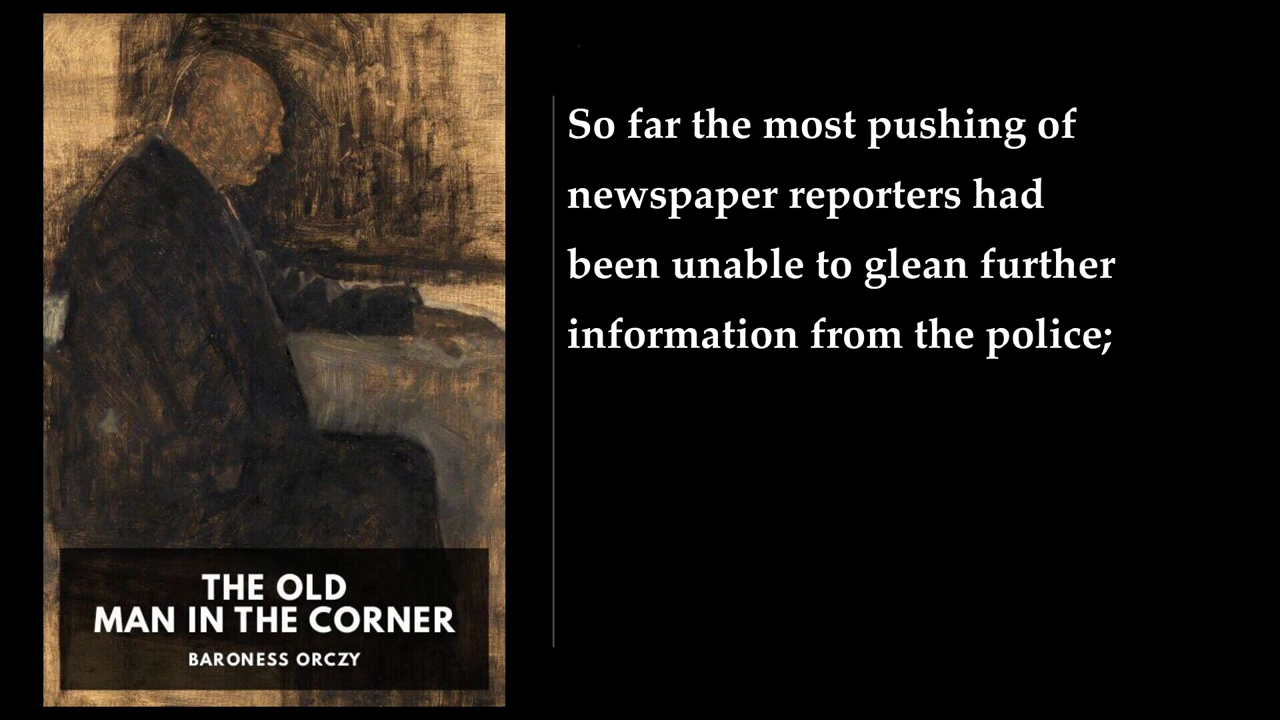 THE OLD
MAN IN THE CORNER
BARONESS ORCZY
So far the most pushing of
newspaper reporters had
been unable to glean further
information from the police;